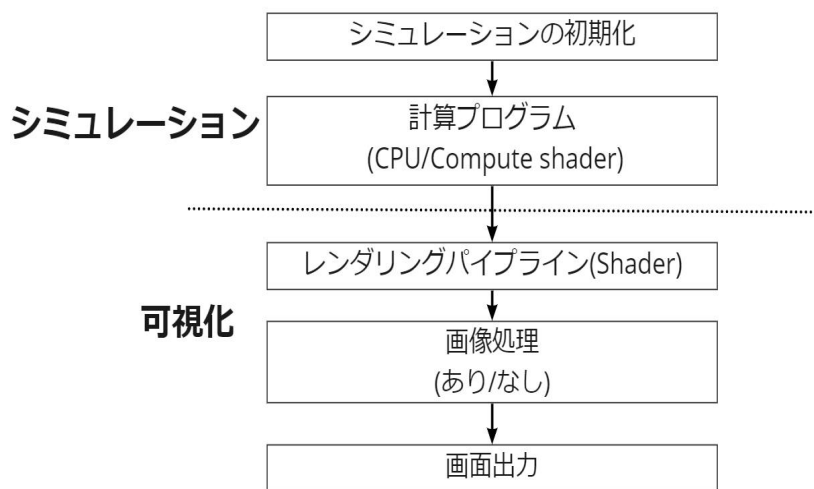 シミュレーションの初期化
シミュレーション
計算プログラム
(CPU/Compute shader)
レンダリングパイプライン(Shader)
可視化
画像処理
(あり/なし)
画面出力